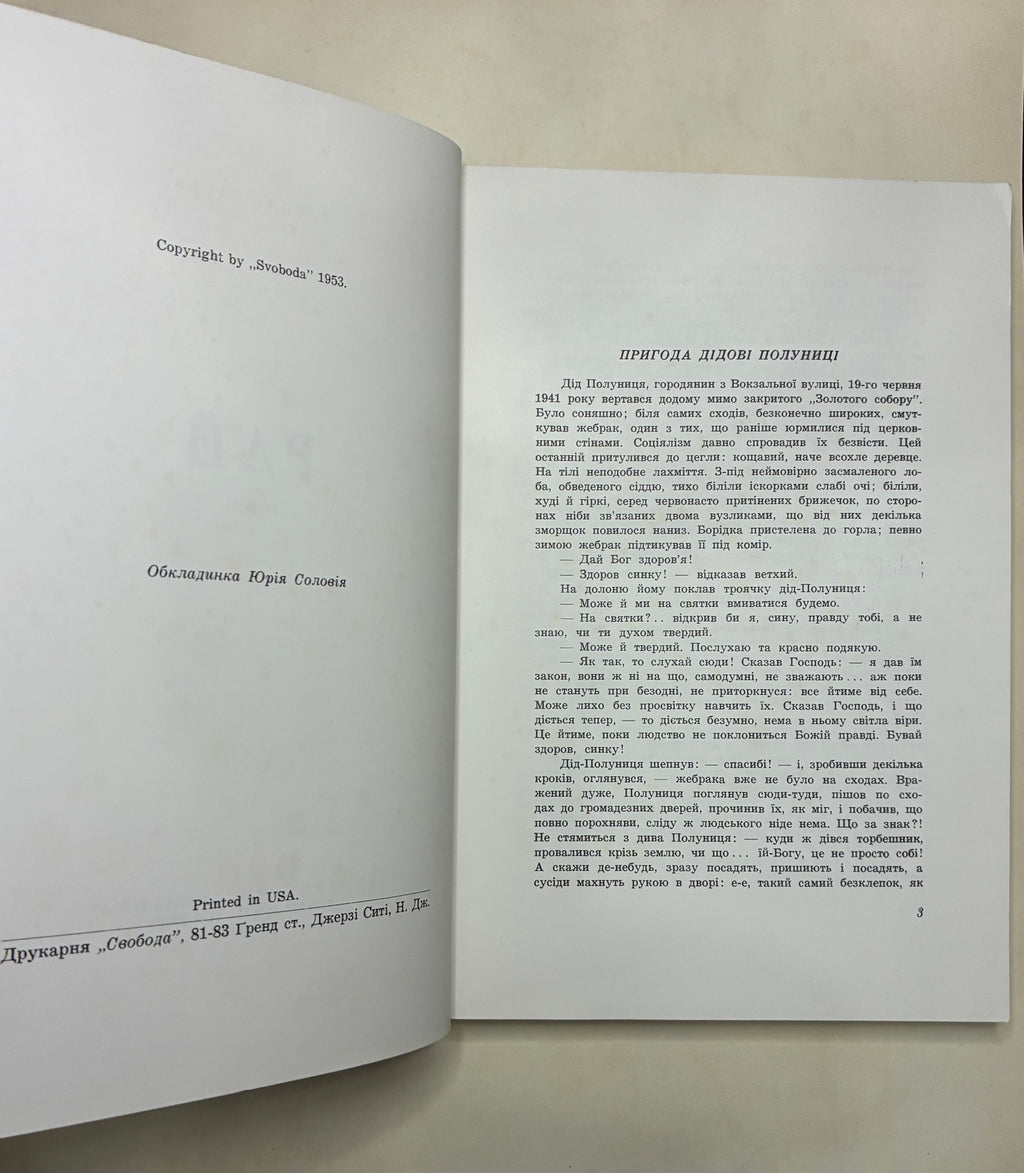 Copyright by „Svoboda" 1953.
Обкладинка Юрія Соловія
Printed in USA.
Друкарня „Свобода", 81-83 Ґренд ст., Джерзі Ситі, Н. Дж.
ПРИГОДА ДІДОВІ ПОЛУНИЦІ
Дід Полуниця, городянин з Вокзальної вулиці, 19-го червня
1941 року вертався додому мимо закритого „Золотого собору".
Було соняшно; біля самих сходів, безконечно широких, смут-
кував жебрак, один з тих, що раніше юрмилися під церков-
ними стінами. Соціялізм давно спровадив їх безвісти. Цей
останній притулився до цегли: кощавий, наче всохле деревце.
На тілі неподобне лахміття. З-під неймовірно засмаленого ло-
ба, обведеного сіддю, тихо біліли іскорками слабі очі; біліли,
худі й гіркі, серед червонасто притінених брижечок, по сторо-
нах ніби зв'язаних двома вузликами, що від них декілька
зморщок повилося наниз. Борідка пристелена до горла; певно
зимою жебрак підтикував її під комір.
— Дай Бог здоров'я!
— Здоров синку! — відказав ветхий.
На долоню йому поклав троячку дід-Полуниця:
— Може й ми на святки вмиватися будемо.
— На святки?.. відкрив би я, сину, правду тобі, а не
знаю, чи ти духом твердий.
— Може й твердий. Послухаю та красно подякую.
— Як так, то слухай сюди! Сказав Господь: — я дав їм
закон, вони ж ні на що, самодумні, не зважають... аж поки
не стануть при безодні, не приторкнуся: все йтиме від себе.
Може лихо без просвітку навчить їх. Сказав Господь, і що
діється тепер, — то діється безумно, нема в ньому світла віри.
Це йтиме, поки людство не поклониться Божій правді. Бувай
здоров, синку!
Дід-Полуниця шепнув: — спасибі! — і, зробивши декілька
кроків, оглянувся, — жебрака вже не було на сходах. Вра-
жений дуже, Полуниця поглянув сюди-туди, пішов по схо-
дах до громадезних дверей, прочинив їх, як міг, і побачив, що
повно порохняви, сліду ж людського ніде нема. Що за знак?!
Не стямиться з дива Полуниця: — куди ж дівся торбешник,
провалився крізь землю, чи що... їй-Богу, це не просто собі!
А скажи де-небудь, зразу посадять, пришиють і посадять, а
сусіди махнуть рукою в дворі: е-е, такий самий безклепок, як
3